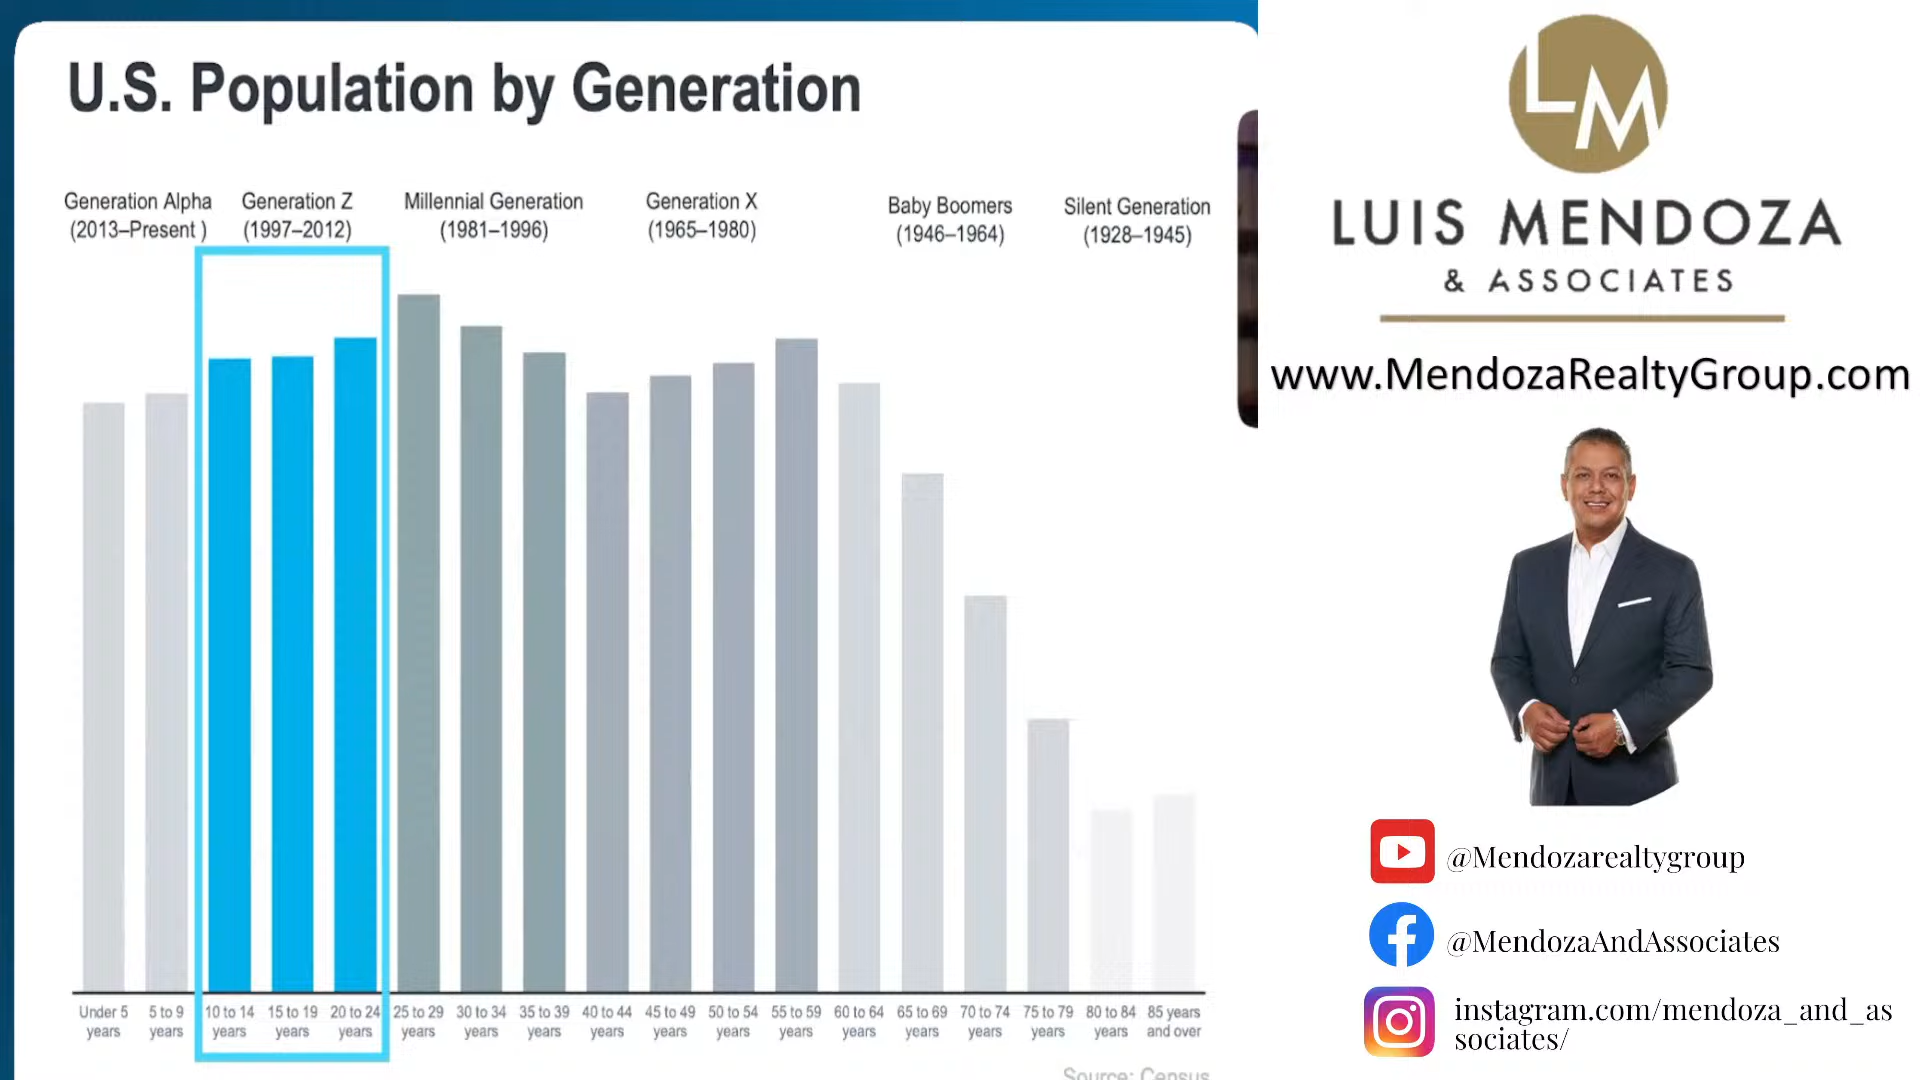 U.S. Population by Generation
Generation Alpha
(2013–Present )
Generation Z
(1997–2012)
Millennial Generation
(1981–1996)
Generation X
(1965–1980)
Baby Boomers
(1946–1964)
Silent Generation
(1928–1945)
Under 5
years
5 to 9
years
10 to 14
years
15 to 19
years
20 to 24
years
25 to 29
years
30 to 34
years
35 to 39
years
40 to 44
years
45 to 49
years
50 to 54
years
55 to 59
years
60 to 64
years
65 to 69
years
70 to 74
years
75 to 79
years
80 to 84
years
85 years
and over
Source: Census
LM
LUIS MENDOZA
& ASSOCIATES
www.MendozaRealtyGroup.com
@Mendozarealtygroup
@MendozaAndAssociates
instagram.com/mendoza_and_as
sociates/